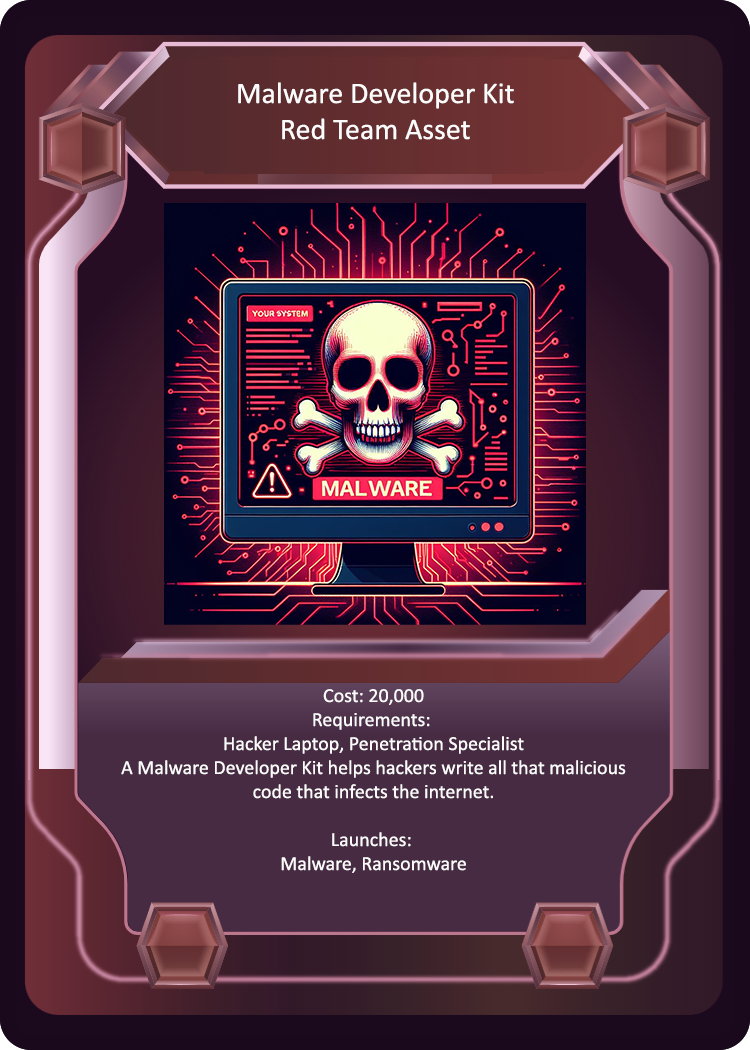 Malware Developer Kit
Red Team Asset
YOUR SYSTEM
MALWARE
Cost: 20,000
Requirements:
Hacker Laptop, Penetration Specialist
A Malware Developer Kit helps hackers write all that malicious
code that infects the internet.
Launches:
Malware, Ransomware